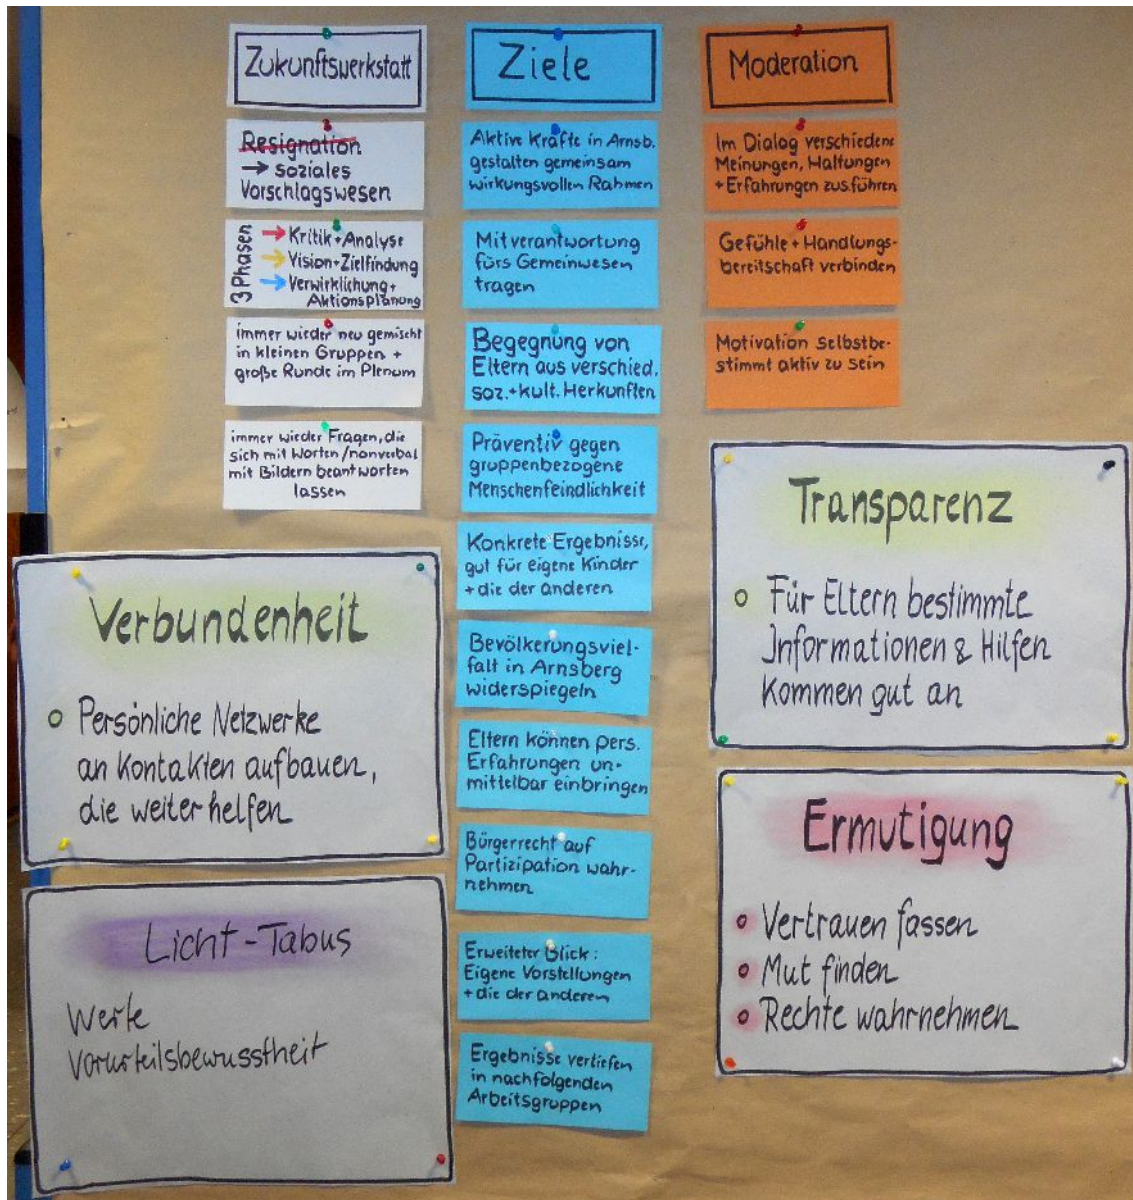 Zukunftswerkstatt
Resignation
→ soziales
Vorschlagswesen
3 Phasen
→ Kritik+Analyse
→ Vision+Zielfindung
→ Verwirklichung+
Aktionsplanung
immer wieder neu gemischt
in kleinen Gruppen +
große Runde im Plenum
immer wieder Fragen, die
sich mit Worten/nonverbal
mit Bildern beantworten
lassen
Ziele
Aktive Kräfte in Arnsb.
gestalten gemeinsam
wirkungsvollen Rahmen
Mitverantwortung
fürs Gemeinwesen
tragen
Begegnung von
Eltern aus verschied.
soz.+kult. Herkunften
Präventiv gegen
gruppenbezogene
Menschenfeindlichkeit
Konkrete Ergebnisse,
gut für eigene Kinder
+ die der anderen
Bevölkerungsviel-
falt in Arnsberg
widerspiegeln
Eltern können pers.
Erfahrungen un-
mittelbar einbringen
Bürgerrecht auf
Partizipation wahr-
nehmen
Erweiteter Blick:
Eigene Vorstellungen
+ die der anderen
Ergebnisse vertiefen
in nachfolgenden
Arbeitsgruppen
Moderation
Im Dialog verschiedene
Meinungen, Haltungen
+ Erfahrungen zus.führen
Gefühle + Handlungs-
bereitschaft verbinden
Motivation selbstbe-
stimmt aktiv zu sein
Verbundenheit
Persönliche Netzwerke
an Kontakten aufbauen,
die weiter helfen
Licht-Tabus
Werte
Vorurteilsbewusstheit
Transparenz
Für Eltern bestimmte
Informationen & Hilfen
kommen gut an
Ermutigung
Vertrauen fassen
Mut finden
Rechte wahrnehmen